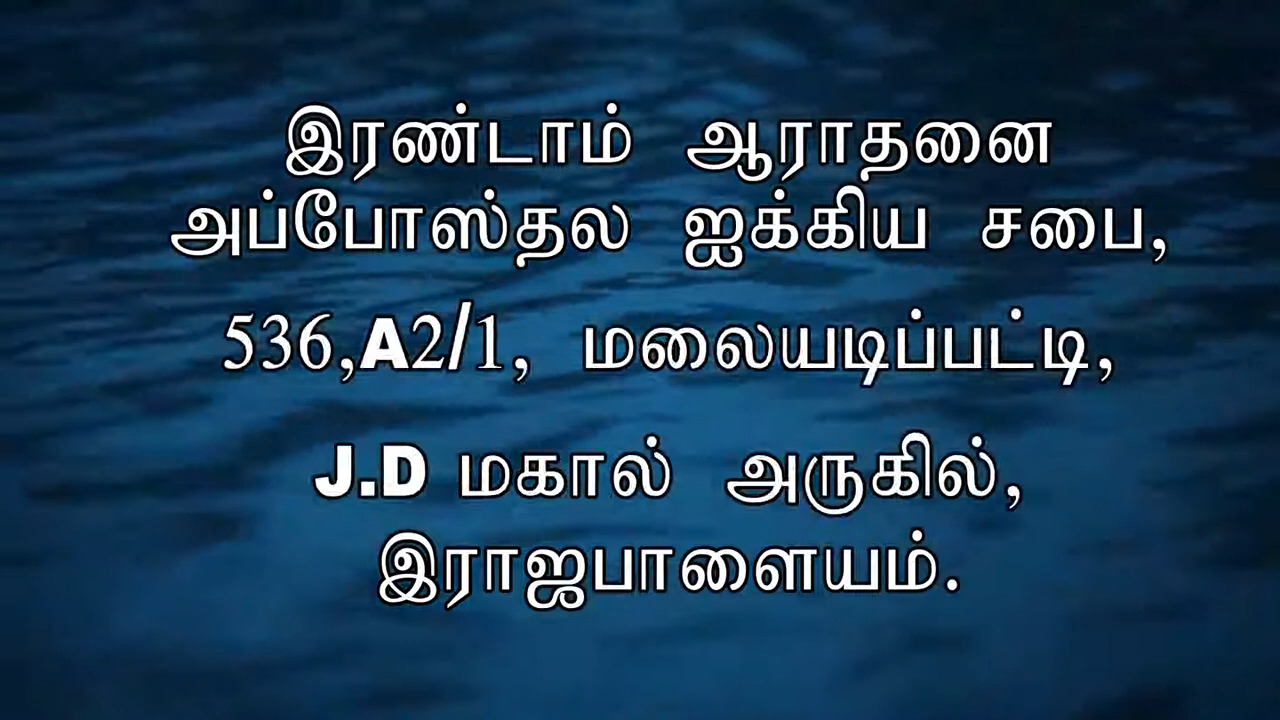 இரண்டாம் ஆராதனை
அப்போஸ்தல ஐக்கிய சபை,
536,A2/1, மலையடிப்பட்டி,
J.D மகால் அருகில்,
இராஜபாளையம்.